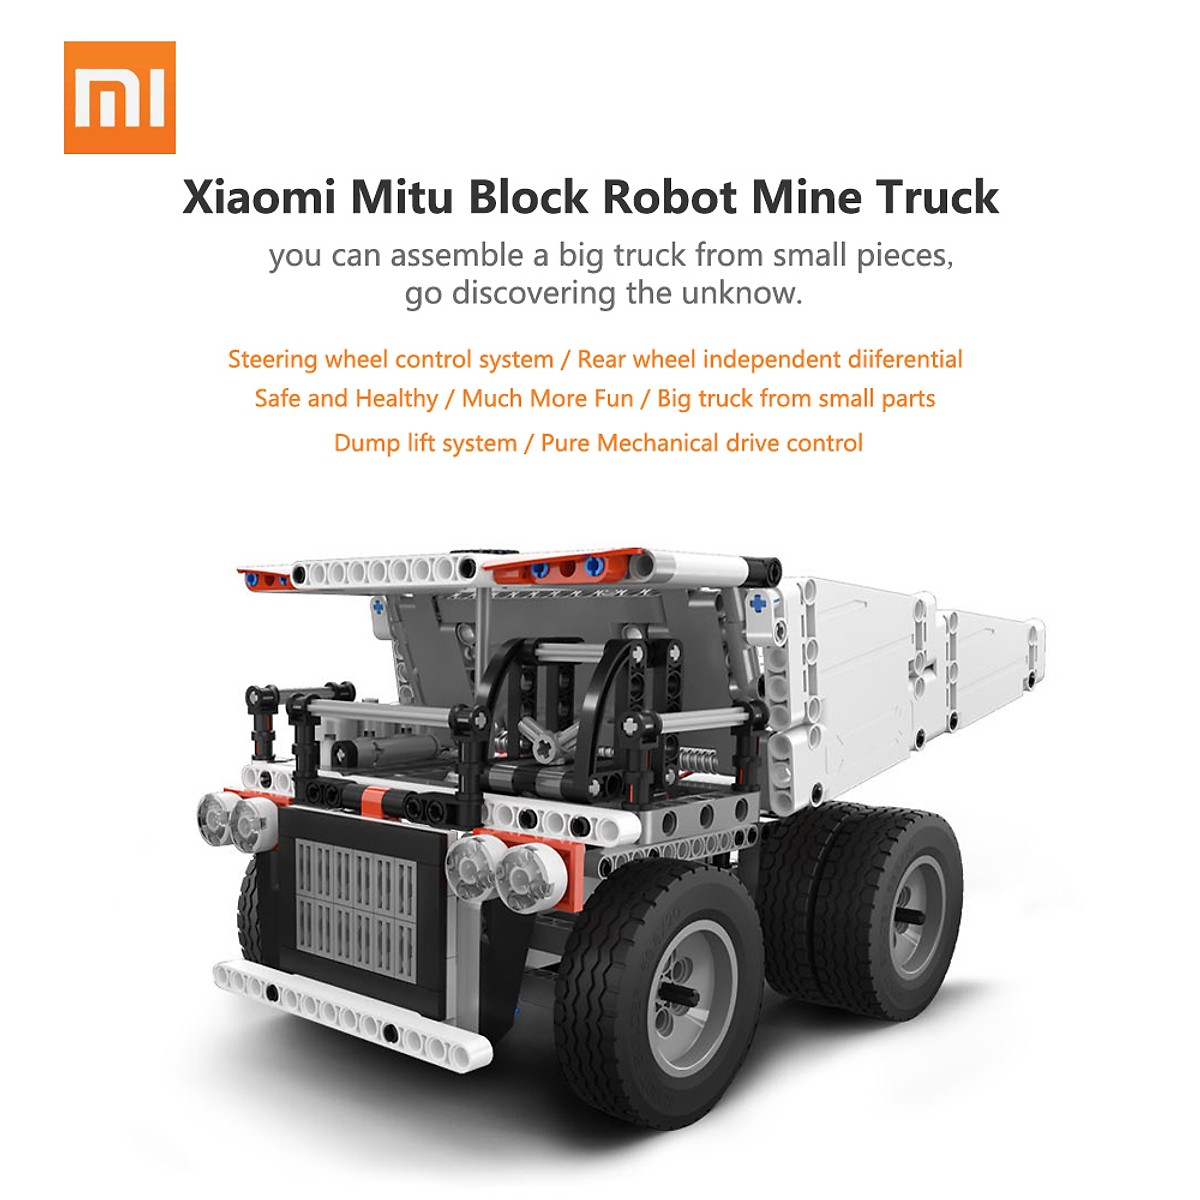 mi
Xiaomi Mitu Block Robot Mine Truck
you can assemble a big truck from small pieces,
go discovering the unknow.
Steering wheel control system / Rear wheel independent diiferential
Safe and Healthy / Much More Fun / Big truck from small parts
Dump lift system / Pure Mechanical drive control